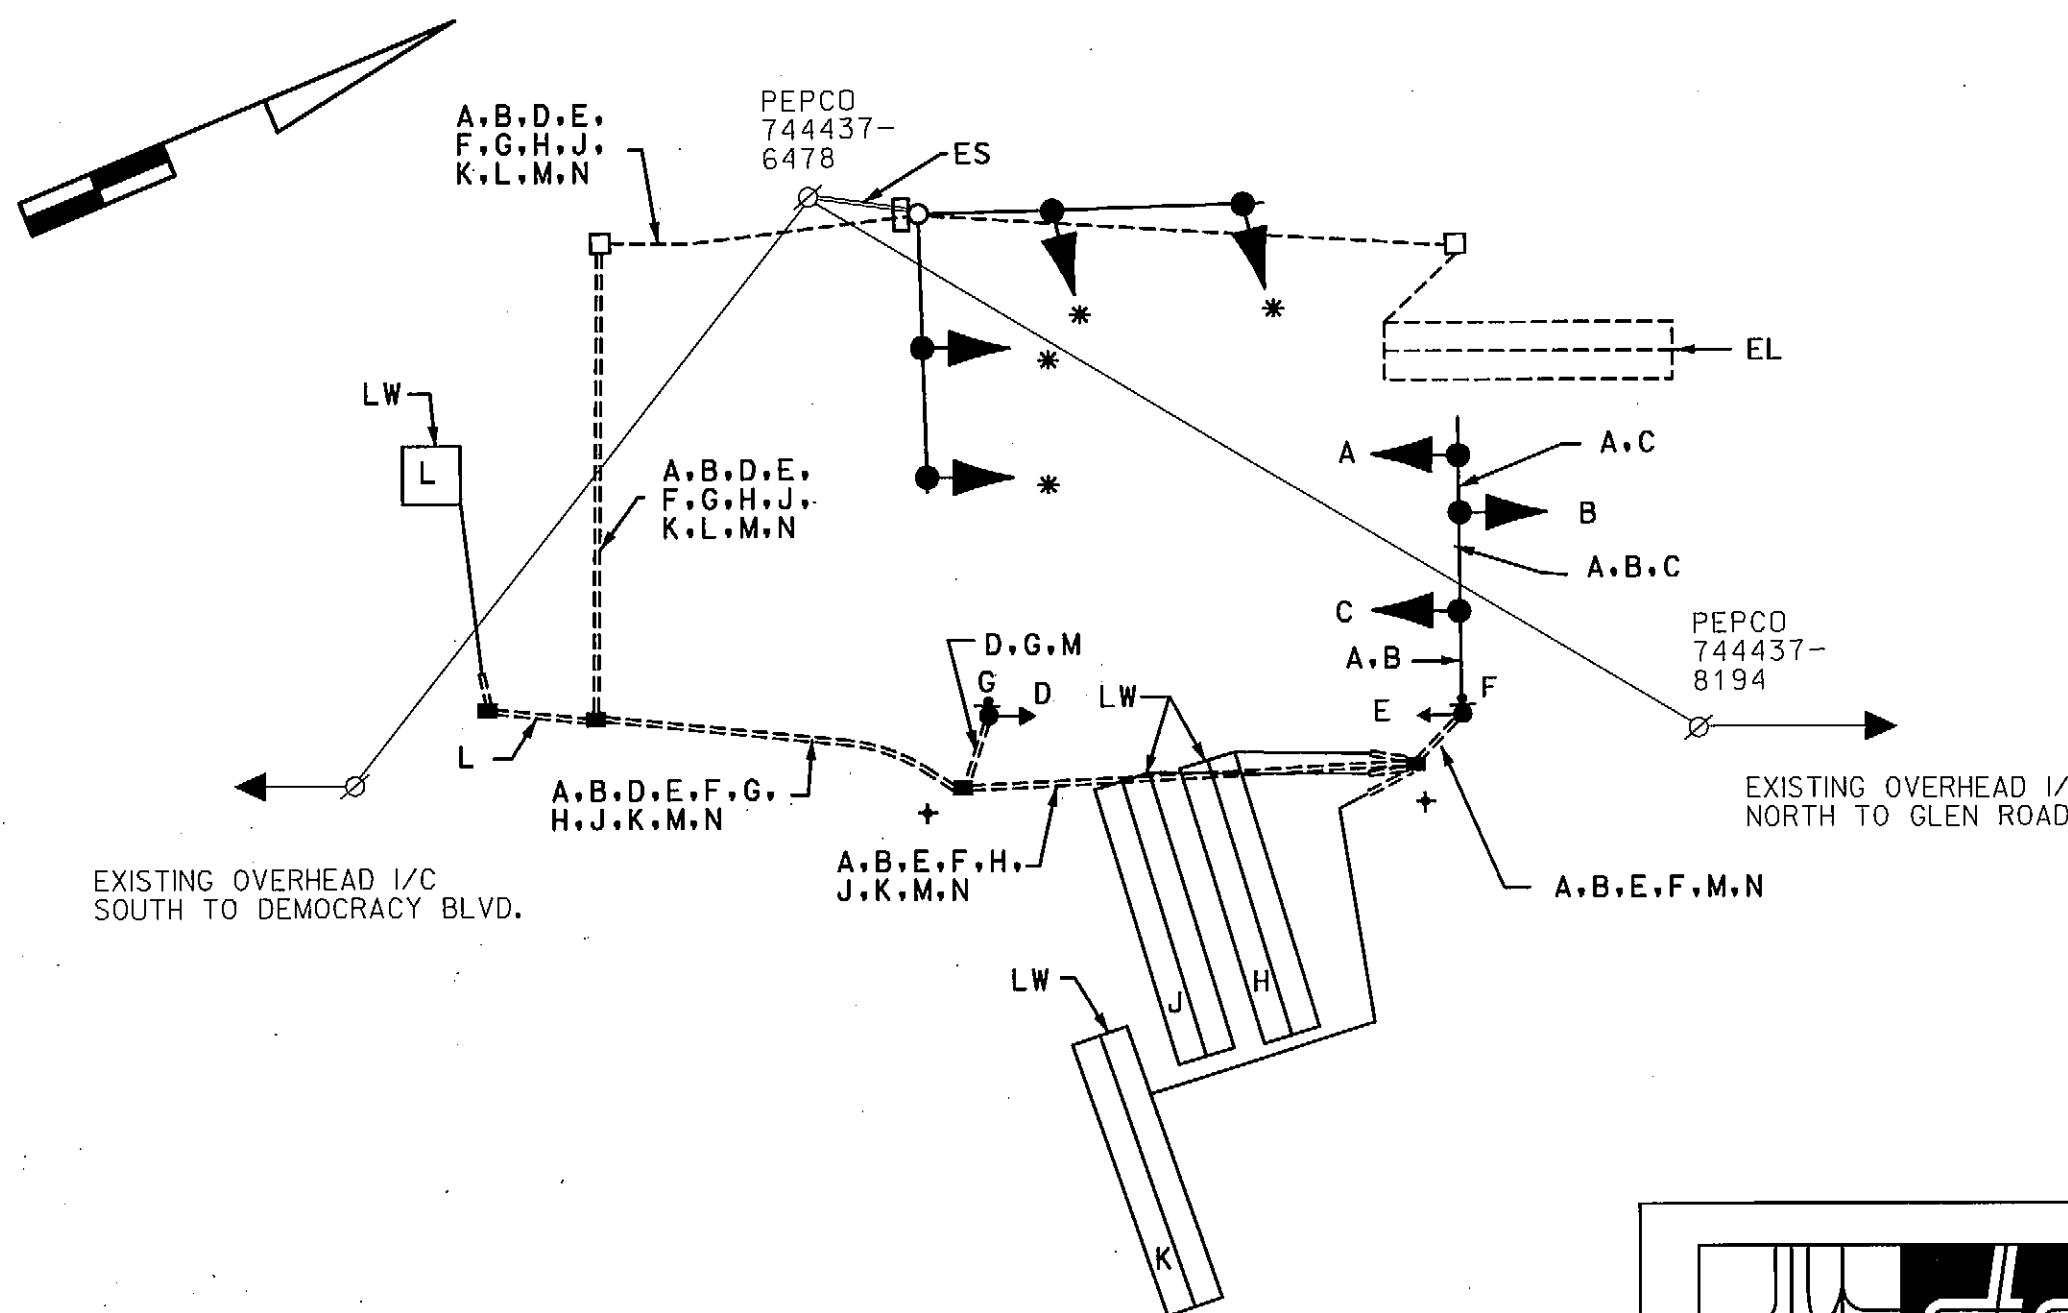 A,B,D,E,
F,G,H,J,
K,L,M,N
PEPCO
744437-
6478
ES
EL
LW
L
A,B,D,E,
F,G,H,J,
K,L,M,N
A
A,C
B
A,B,C
C
A,B
PEPCO
744437-
8194
D,G,M
G
D
LW
E
F
L
A,B,D,E,F,G,
H,J,K,M,N
A,B,E,F,H,
J,K,M,N
A,B,E,F,M,N
EXISTING OVERHEAD I/
NORTH TO GLEN ROAD
EXISTING OVERHEAD I/C
SOUTH TO DEMOCRACY BLVD.
LW
J
H
K